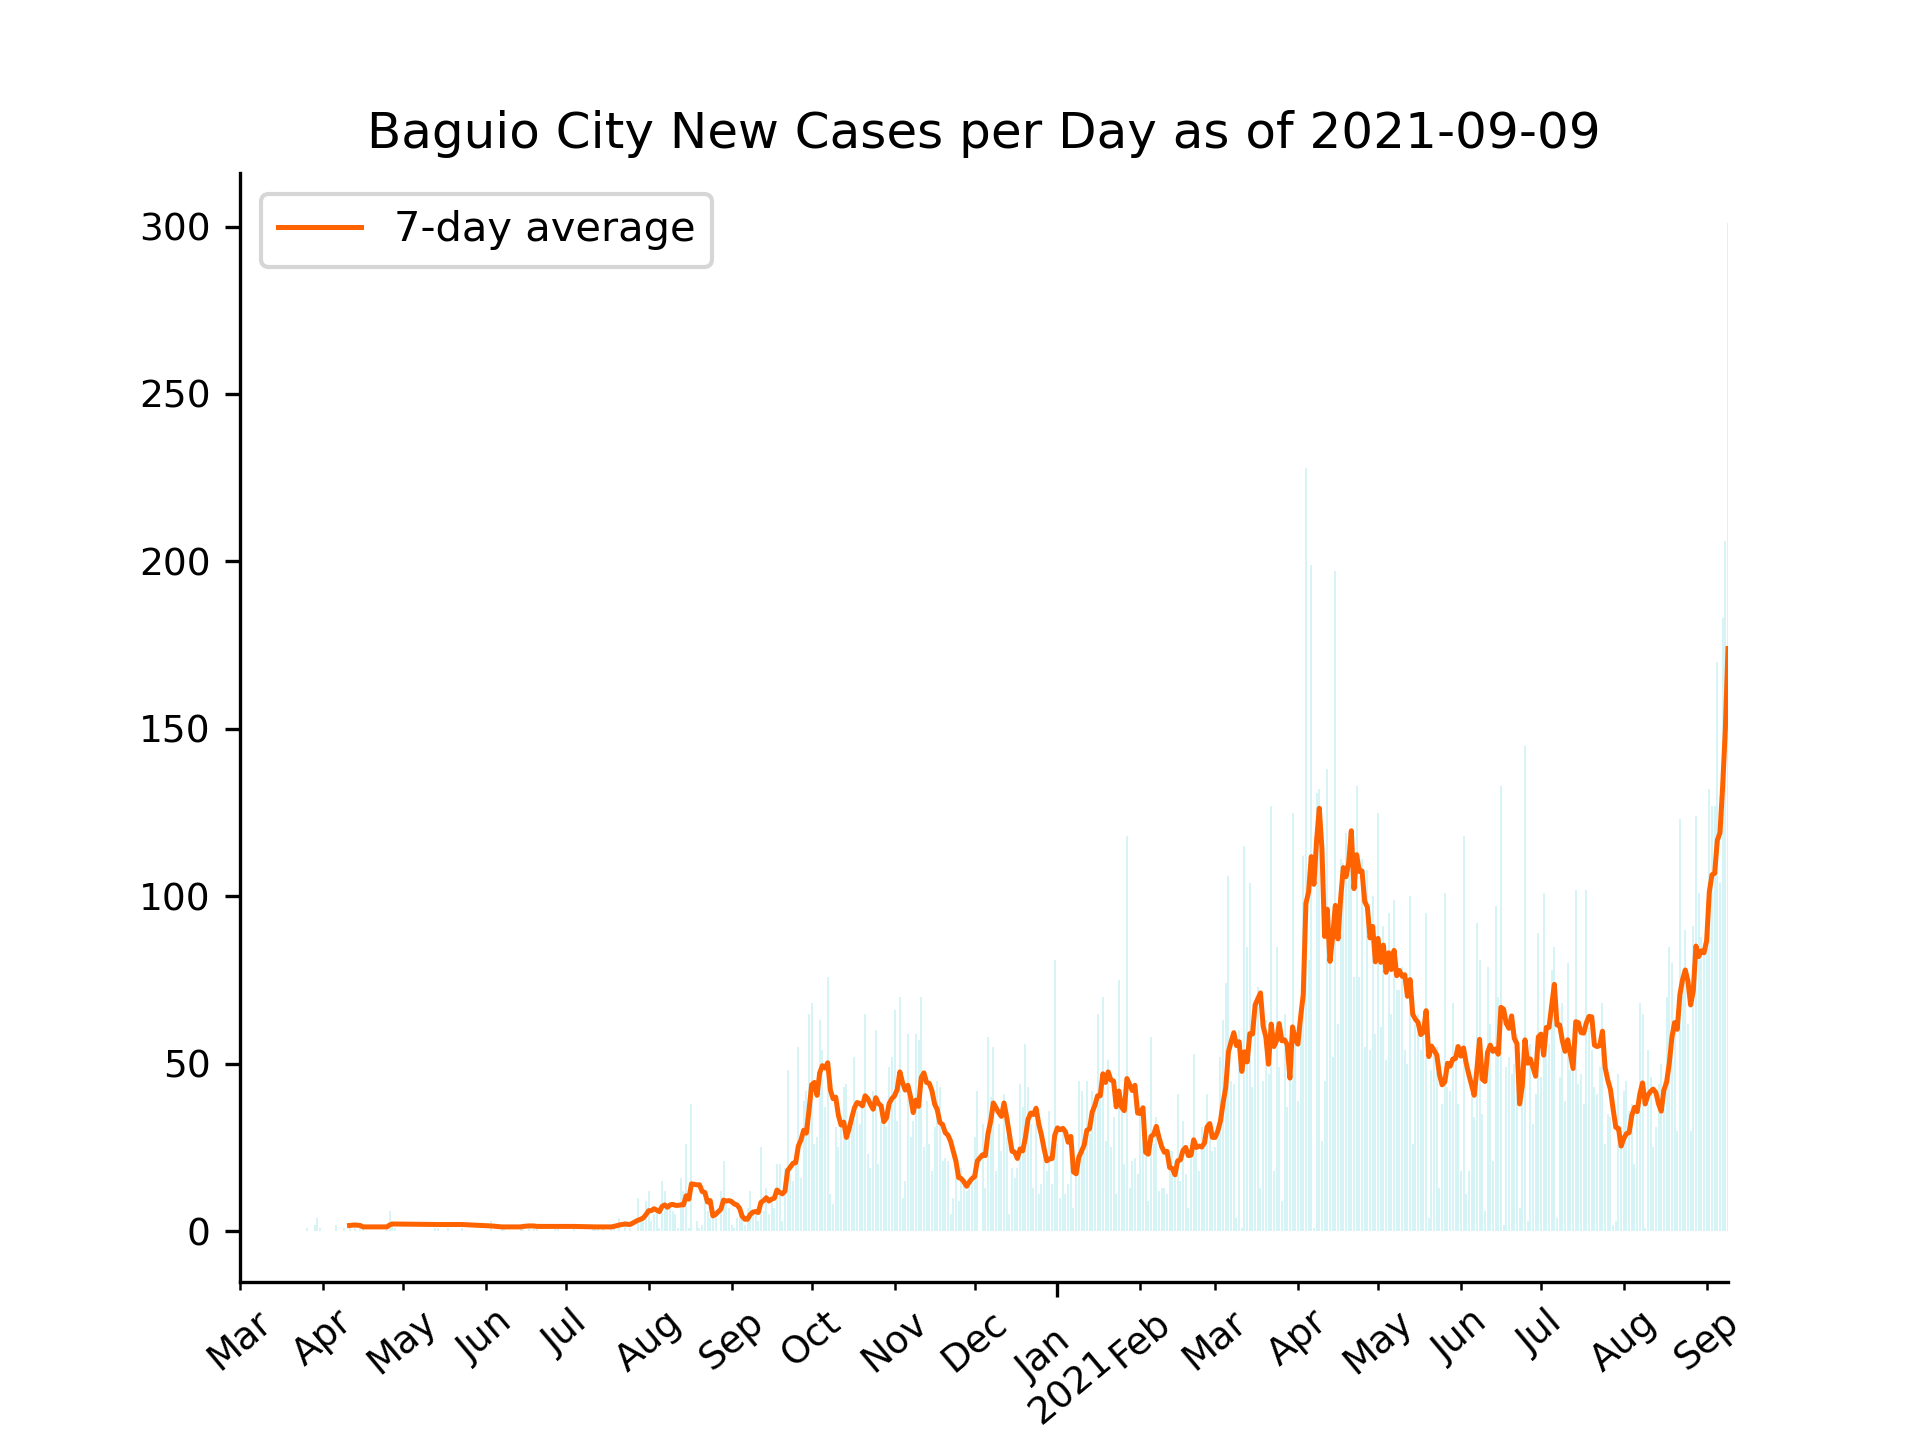 Baguio City New Cases per Day as of 2021-09-09
7-day average
300
250
200
150
100
50
0
Mar Apr May Jun Jul Aug Sep Oct Nov Dec Jan Feb Mar Apr May Jun Jul Aug Sep
2021